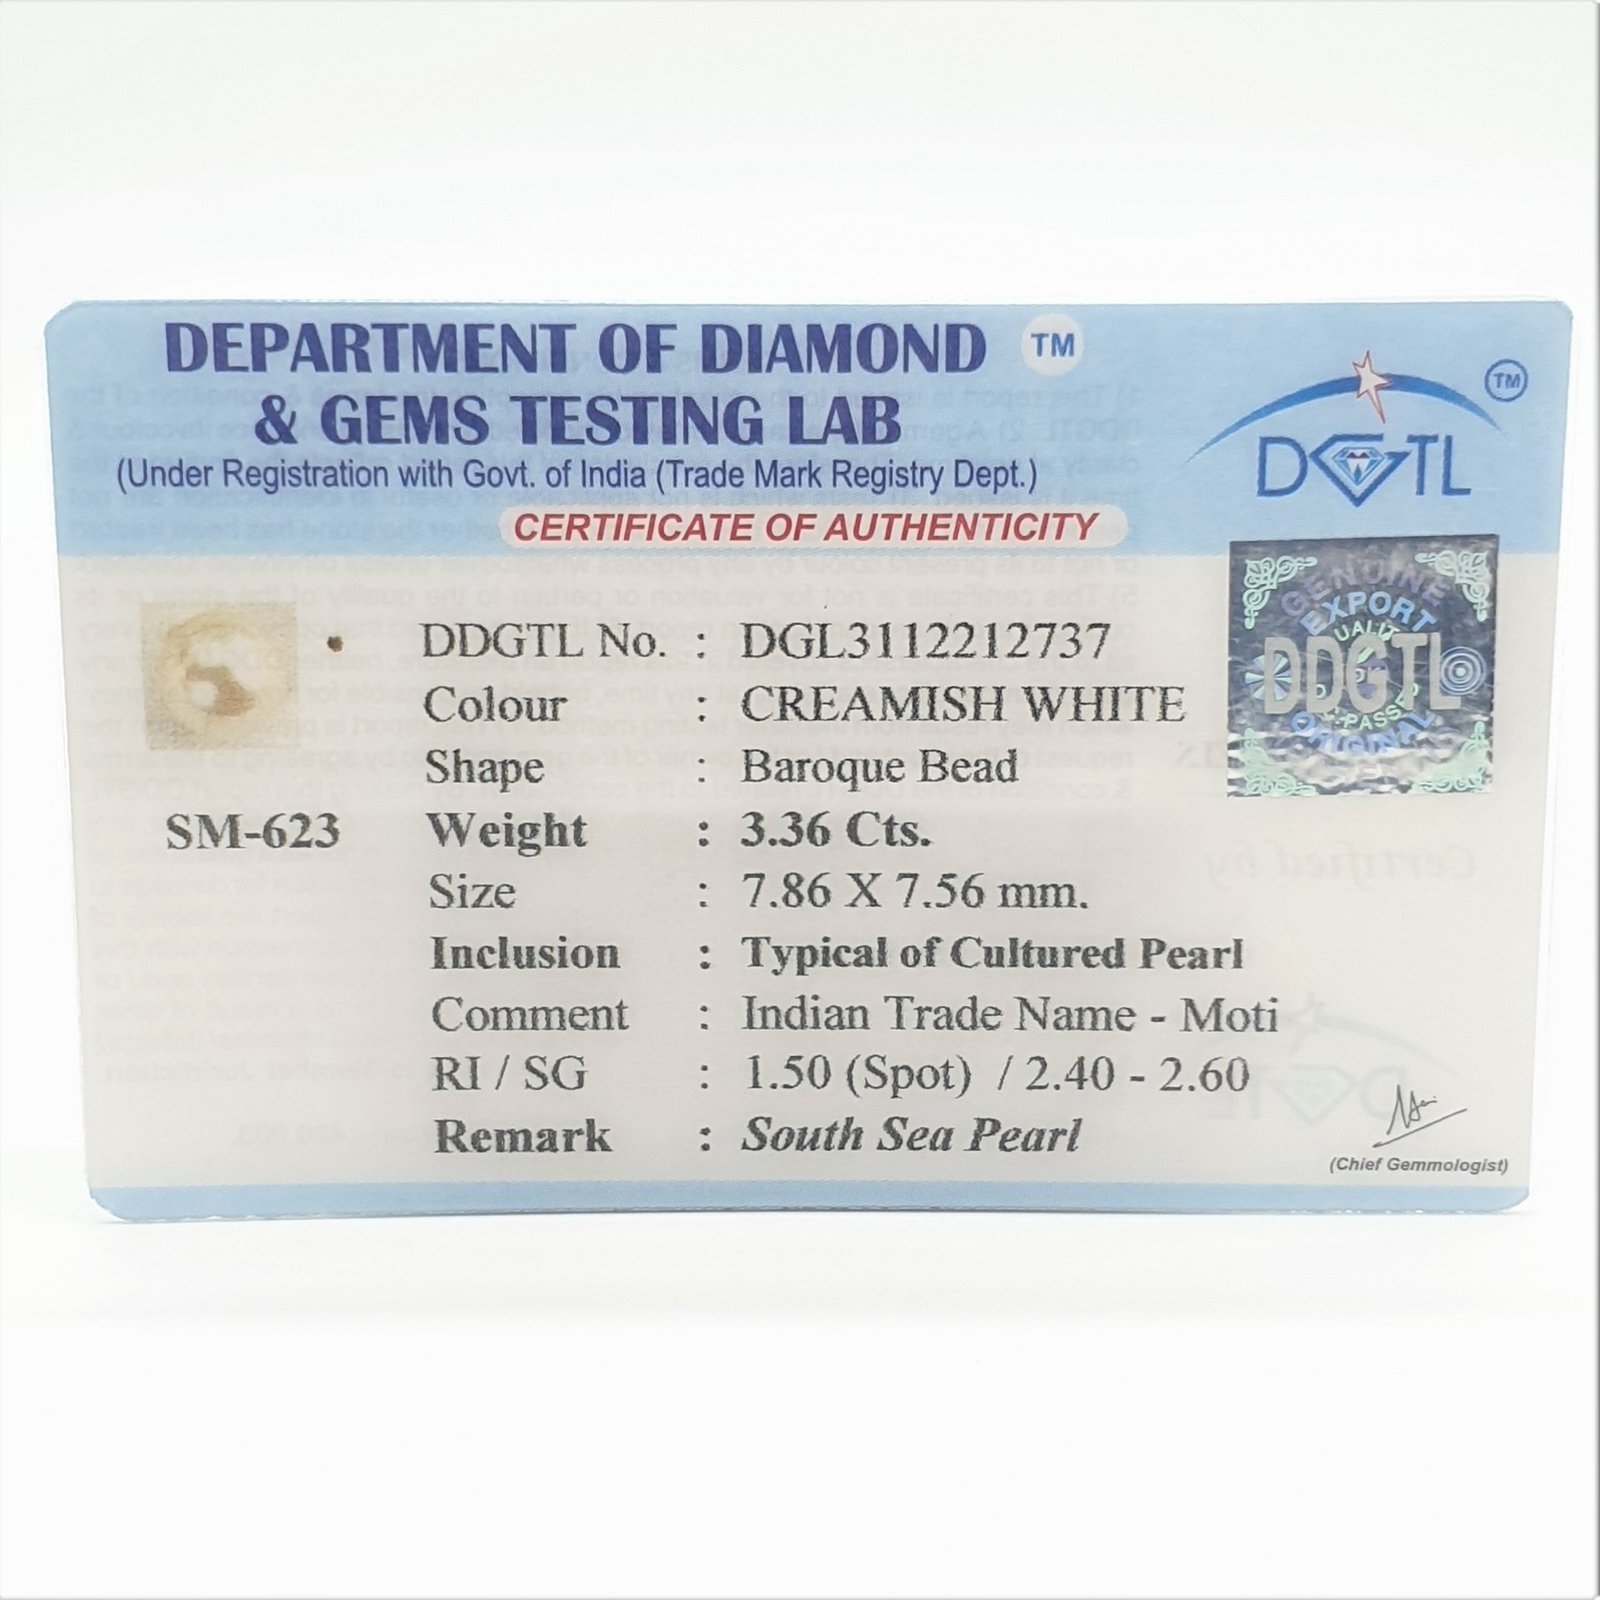 DEPARTMENT OF DIAMOND TM
& GEMS TESTING LAB
(Under Registration with Govt. of India (Trade Mark Registry Dept.)
CERTIFICATE OF AUTHENTICITY
TM
DGTL
GENUINE
EXPORT
DDGTL
ORIGINAL
DDGTL No. : DGL3112212737
Colour : CREAMISH WHITE
Shape : Baroque Bead
SM-623
Weight : 3.36 Cts.
Size : 7.86 X 7.56 mm.
Inclusion : Typical of Cultured Pearl
Comment : Indian Trade Name - Moti
RI / SG : 1.50 (Spot) / 2.40 - 2.60
Remark : South Sea Pearl
(Chief Gemmologist)